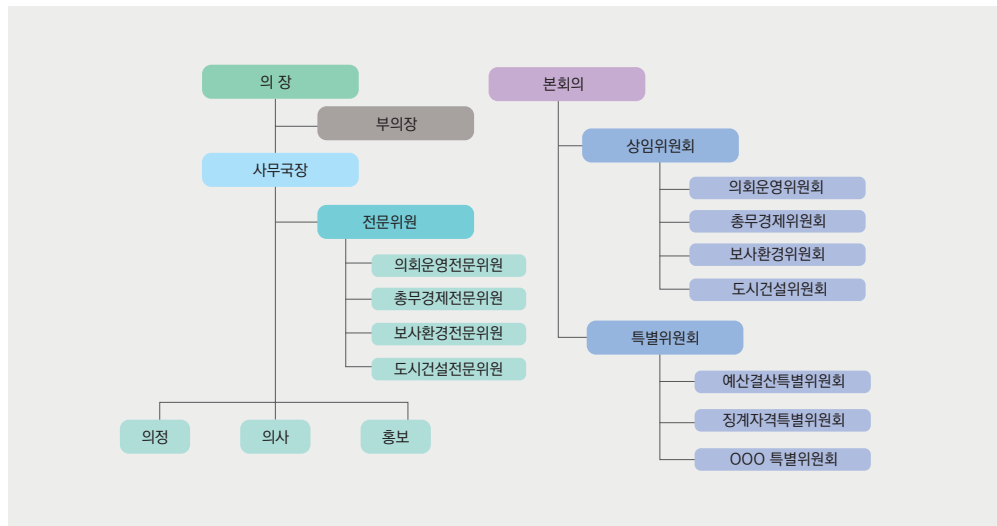 의 장
부의장
사무국장
전문위원
의회운영전문위원
총무경제전문위원
보사환경전문위원
도시건설전문위원
의정
의사
홍보
본회의
상임위원회
의회운영위원회
총무경제위원회
보사환경위원회
도시건설위원회
특별위원회
예산결산특별위원회
징계자격특별위원회
OOO 특별위원회